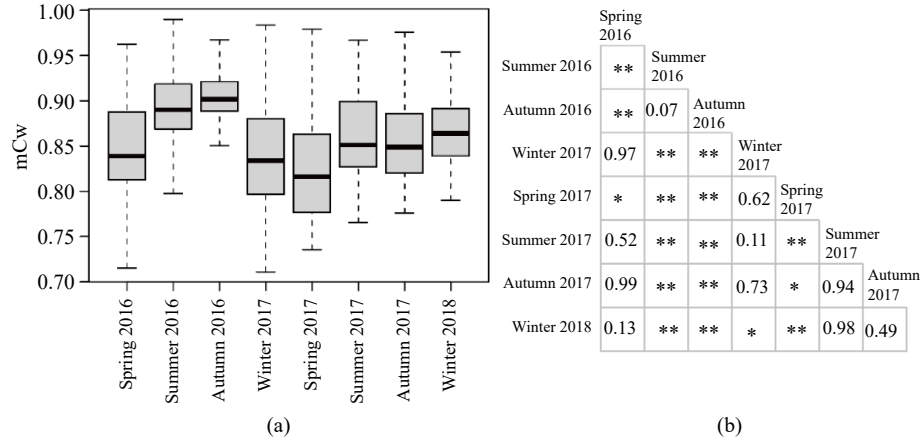 1.00
0.95
0.90
0.85
0.80
0.75
0.70
mCw
Spring 2016
Summer 2016
Autumn 2016
Winter 2017
Spring 2017
Summer 2017
Autumn 2017
Winter 2018
(a)
Spring
2016
Summer 2016 ** Summer
2016
Autumn 2016 ** 0.07 Autumn
2016
Winter 2017 0.97 ** ** Winter
2017
Spring 2017 * ** ** 0.62 Spring
2017
Summer 2017 0.52 ** ** 0.11 ** Summer
2017
Autumn 2017 0.99 ** ** 0.73 * 0.94 Autumn
2017
Winter 2018 0.13 ** ** * ** 0.98 0.49
(b)